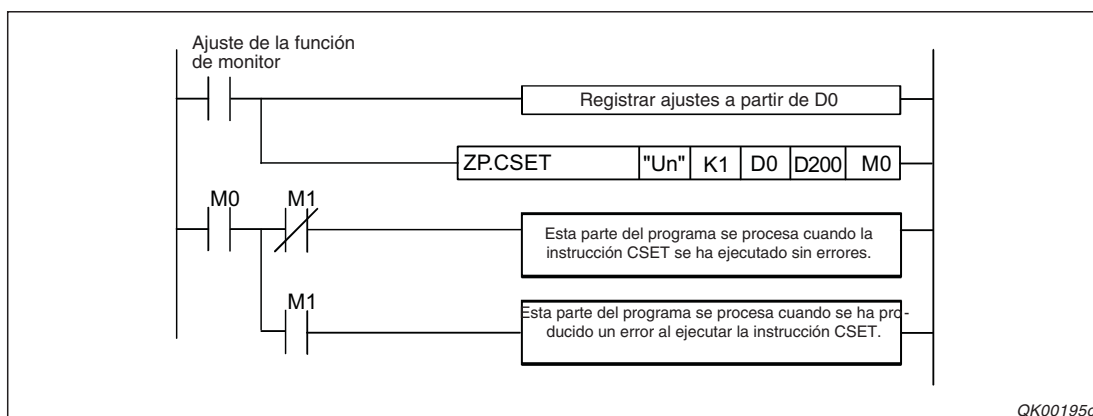 Ajuste de la función
de monitor
Registrar ajustes a partir de D0
ZP.CSET "Un" K1 D0 D200 M0
M0 M1
Esta parte del programa se procesa cuando la
instrucción CSET se ha ejecutado sin errores.
M1
Esta parte del programa se procesa cuando se ha pro-
ducido un error al ejecutar la instrucción CSET.
QK00195c